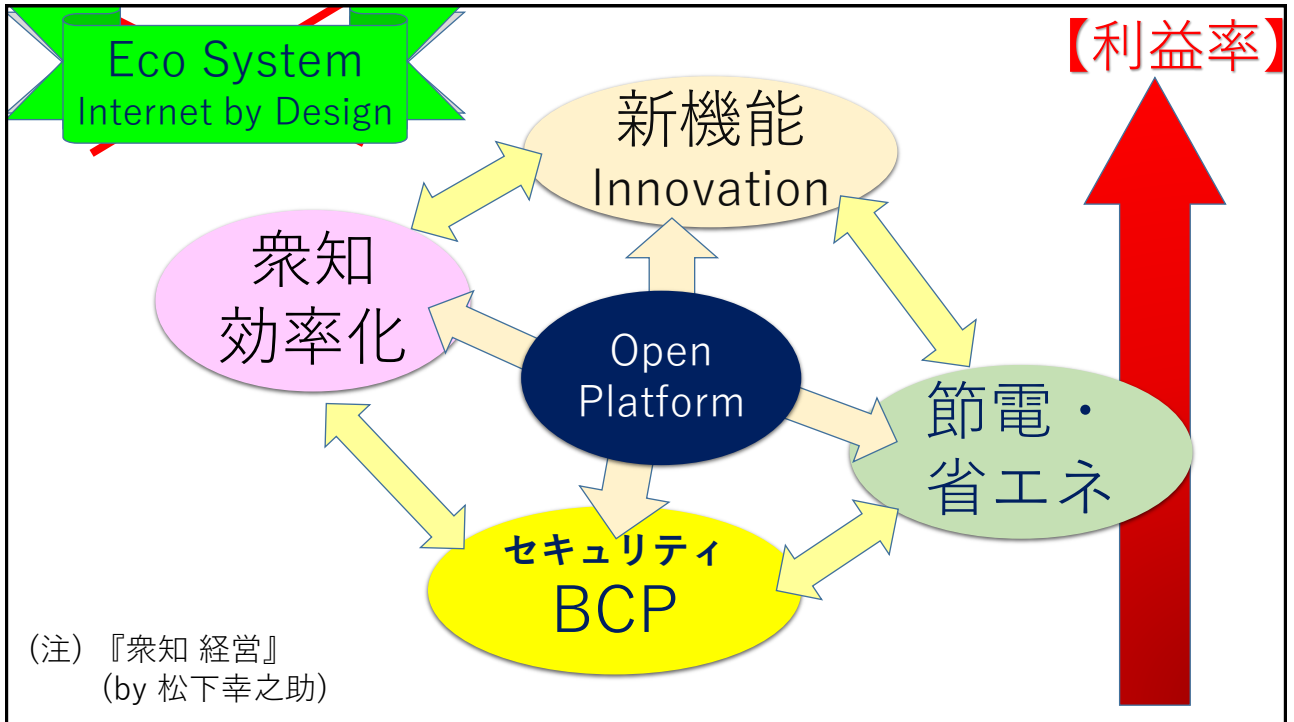 Eco System
Internet by Design
【利益率】
新機能
Innovation
衆知
効率化
Open
Platform
節電・
省エネ
セキュリティ
BCP
(注) 『衆知 経営』
(by 松下幸之助)